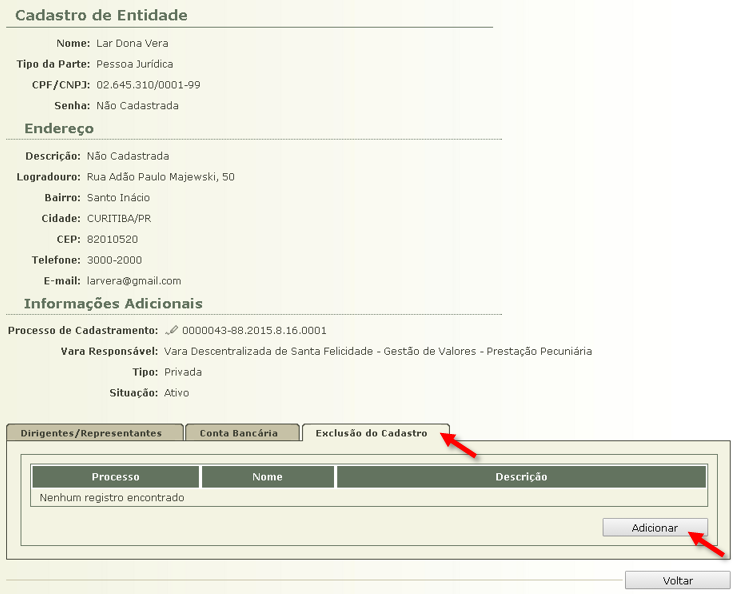 Cadastro de Entidade
Nome: Lar Dona Vera
Tipo da Parte: Pessoa Jurídica
CPF/CNPJ: 02.645.310/0001-99
Senha: Não Cadastrada
Endereço
Descrição: Não Cadastrada
Logradouro: Rua Adão Paulo Majewski, 50
Bairro: Santo Inácio
Cidade: CURITIBA/PR
CEP: 82010520
Telefone: 3000-2000
E-mail: larvera@gmail.com
Informações Adicionais
Processo de Cadastramento: 0000043-88.2015.8.16.0001
Vara Responsável: Vara Descentralizada de Santa Felicidade - Gestão de Valores - Prestação Pecuniária
Tipo: Privada
Situação: Ativo
Dirigentes/Representantes Conta Bancária Exclusão do Cadastro
Processo Nome Descrição
Nenhum registro encontrado
Adicionar
Voltar